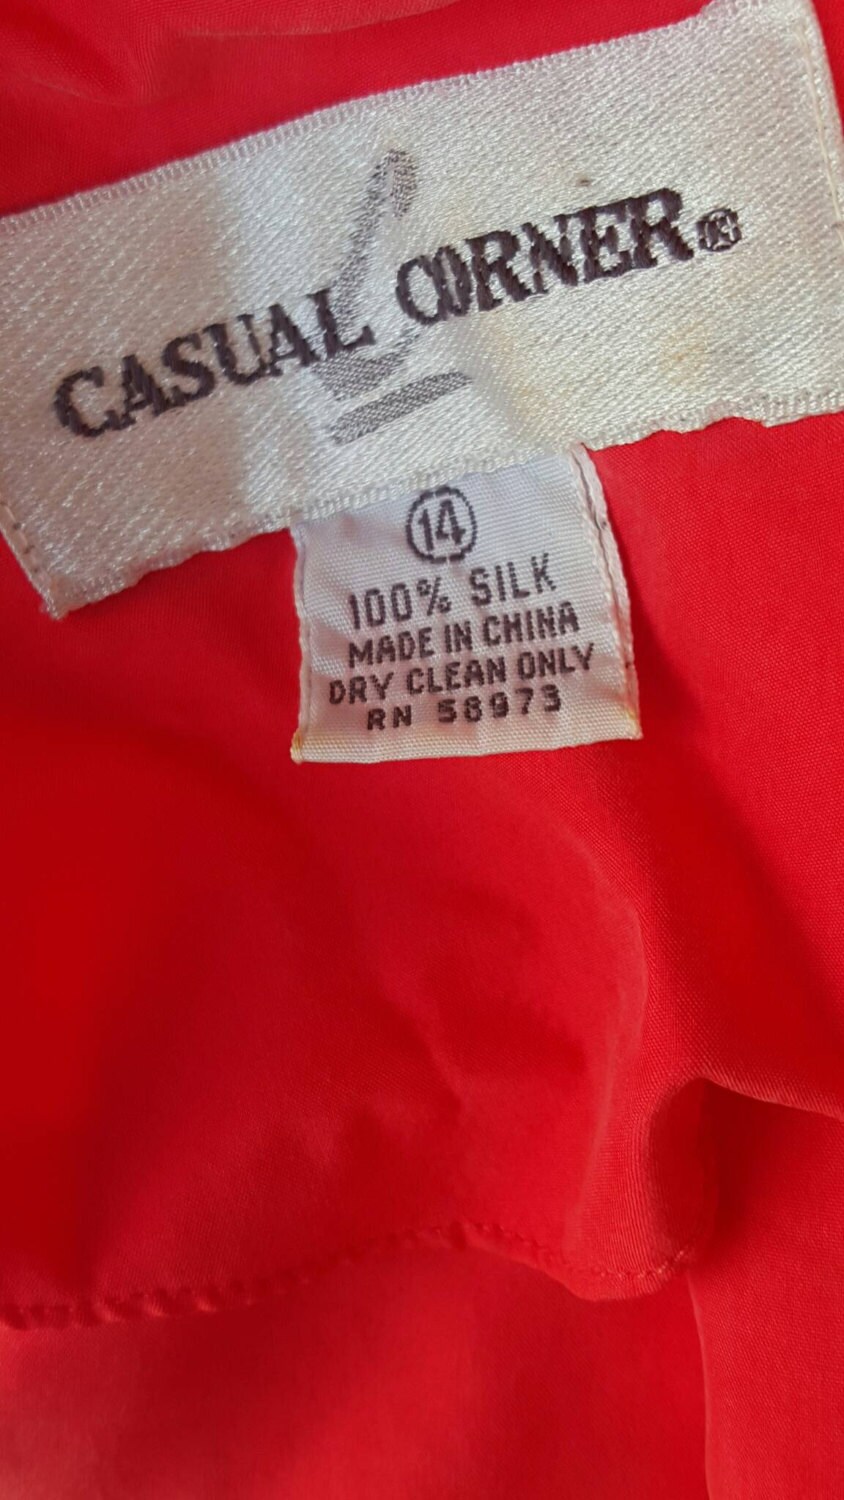 CASUAL CORNER®
14
100% SILK
MADE IN CHINA
DRY CLEAN ONLY
RN 58973